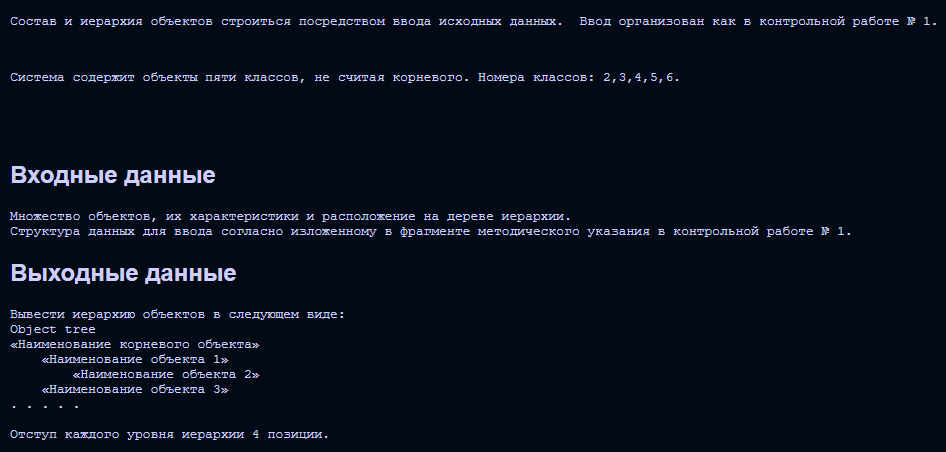 Состав и иерархия объектов строиться посредством ввода исходных данных.  Ввод организован как в контрольной работе № 1.
Система содержит объекты пяти классов, не считая корневого. Номера классов: 2,3,4,5,6.
Входные данные
Множество объектов, их характеристики и расположение на дереве иерархии.
Структура данных для ввода согласно изложенному в фрагменте методического указания в контрольной работе № 1.
Выходные данные
Вывести иерархию объектов в следующем виде:
Object tree
«Наименование корневого объекта»
    «Наименование объекта 1»
        «Наименование объекта 2»
    «Наименование объекта 3»
. . . . .
Отступ каждого уровня иерархии 4 позиции.